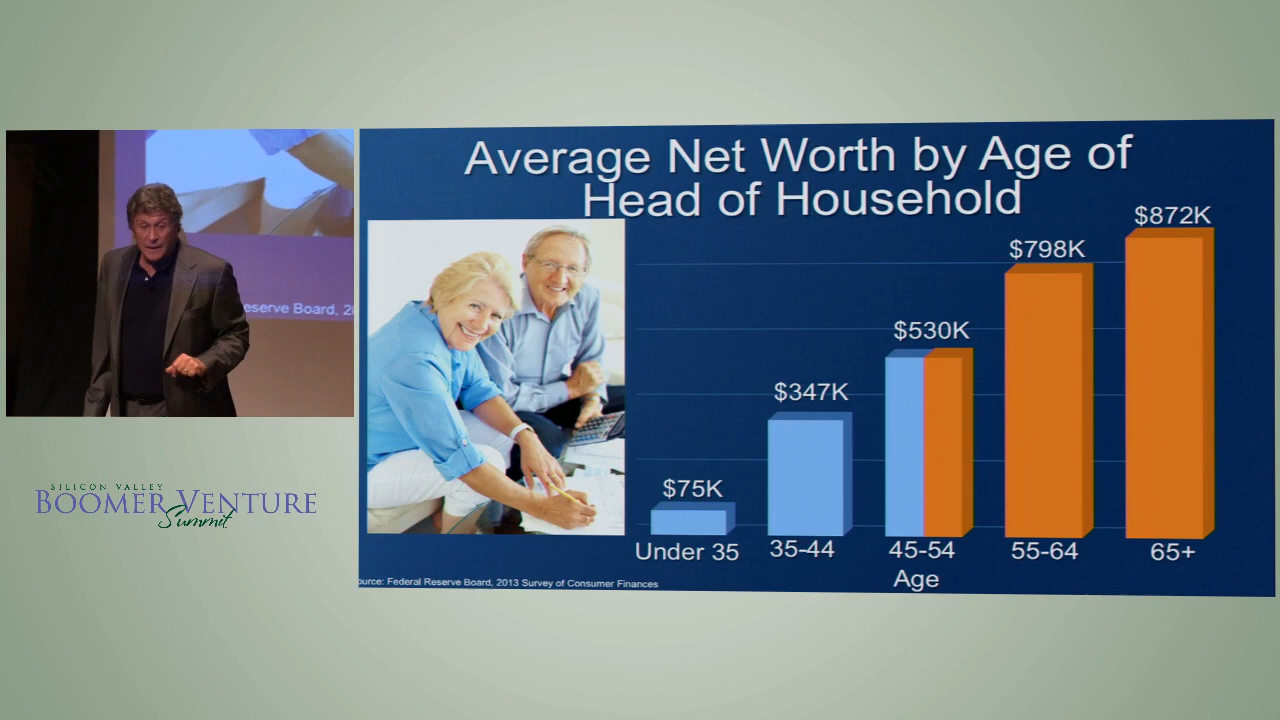 Average Net Worth by Age of
Head of Household
$872K
$798K
$530K
$347K
$75K
Under 35
35-44
45-54
55-64
65+
Age
ource: Federal Reserve Board, 2013 Survey of Consumer Finances
eserve Board, 2
SILICON VALLEY
BOOMER VENTURE
Summit